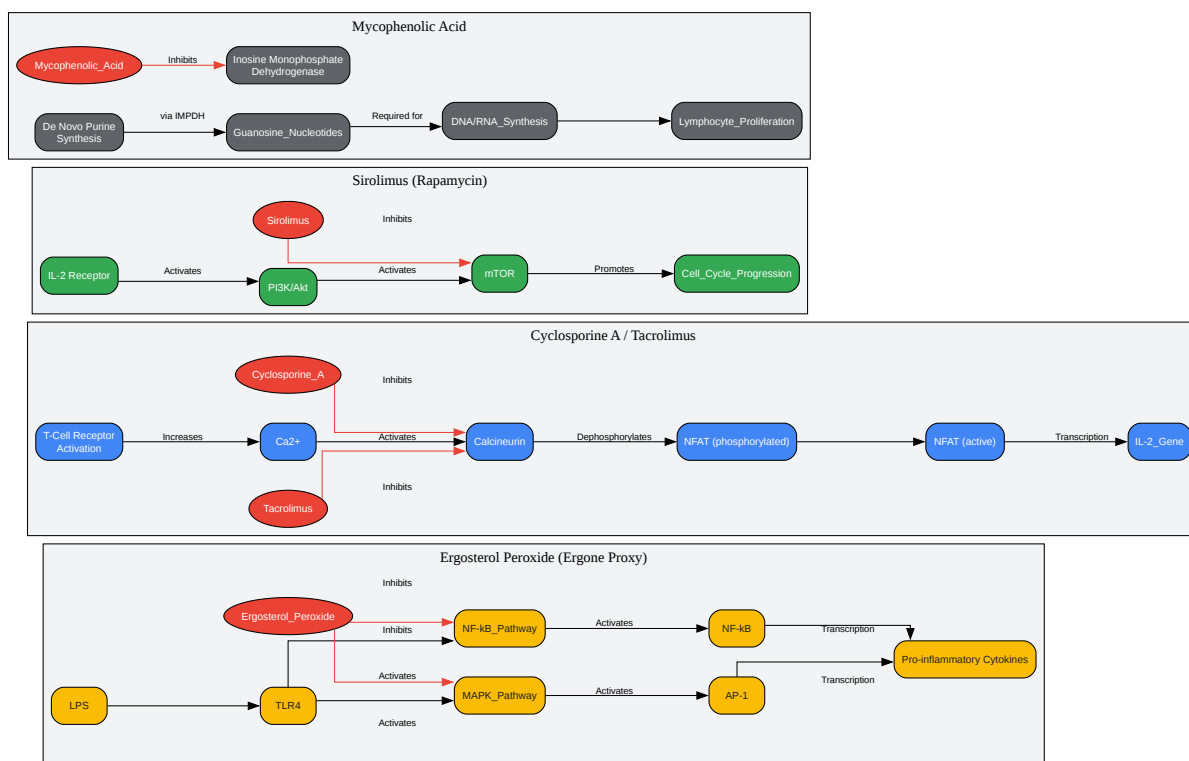 Mycophenolic Acid
Mycophenolic_Acid
Inhibits
Inosine Monophosphate
Dehydrogenase
De Novo Purine
Synthesis
via IMPDH
Guanosine_Nucleotides
Required for
DNA/RNA_Synthesis
Lymphocyte_Proliferation
Sirolimus (Rapamycin)
Sirolimus
Inhibits
IL-2 Receptor
Activates
PI3K/Akt
Activates
mTOR
Promotes
Cell_Cycle_Progression
Cyclosporine A / Tacrolimus
Cyclosporine_A
Inhibits
T-Cell Receptor
Activation
Increases
Ca2+
Activates
Calcineurin
Dephosphorylates
NFAT (phosphorylated)
NFAT (active)
Transcription
IL-2_Gene
Tacrolimus
Inhibits
Ergosterol Peroxide (Ergone Proxy)
Inhibits
Ergosterol_Peroxide
Inhibits
NF-kB_Pathway
Activates
NF-kB
Transcription
Pro-inflammatory Cytokines
Activates
Transcription
LPS
TLR4
MAPK_Pathway
Activates
AP-1
Activates